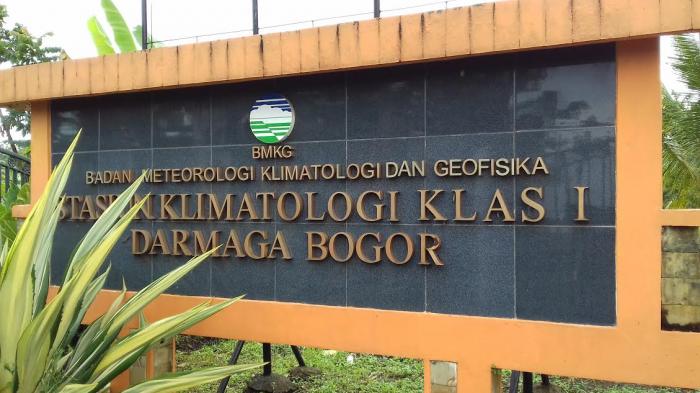 BMKG
BADAN METEOROLOGI KLIMATOLOGI DAN GEOFISIKA
STASIUN KLIMATOLOGI KLAS I
DARMAGA BOGOR